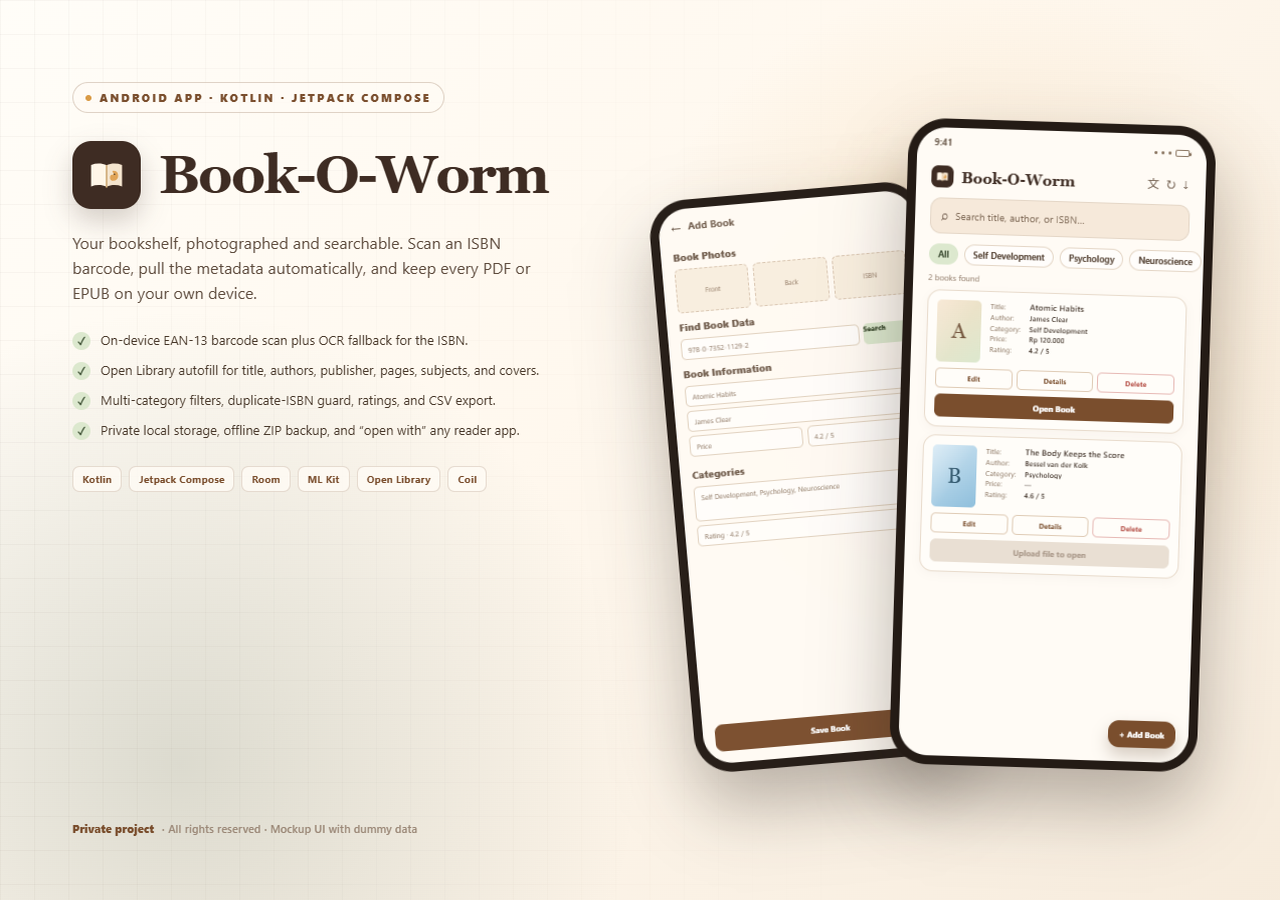 ANDROID APP · KOTLIN · JETPACK COMPOSE
Book-O-Worm
Your bookshelf, photographed and searchable. Scan an ISBN
barcode, pull the metadata automatically, and keep every PDF or
EPUB on your own device.
✓ On-device EAN-13 barcode scan plus OCR fallback for the ISBN.
✓ Open Library autofill for title, authors, publisher, pages, subjects, and covers.
✓ Multi-category filters, duplicate-ISBN guard, ratings, and CSV export.
✓ Private local storage, offline ZIP backup, and “open with” any reader app.
Kotlin Jetpack Compose Room ML Kit Open Library Coil
Private project · All rights reserved · Mockup UI with dummy data
← Add Book
Book Photos
Front Back ISBN
Find Book Data
978-0-7352-1129-2 Search
Book Information
Atomic Habits
James Clear
Price 4.2 / 5
Categories
Self Development, Psychology, Neuroscience
Rating · 4.2 / 5
Save Book
9:41
Book-O-Worm 文 ↻ ↓
Search title, author, or ISBN...
All Self Development Psychology Neuroscience
2 books found
A
Title: Atomic Habits
Author: James Clear
Category: Self Development
Price: Rp 120.000
Rating: 4.2 / 5
Edit Details Delete
Open Book
B
Title: The Body Keeps the Score
Author: Bessel van der Kolk
Category: Psychology
Price: —
Rating: 4.6 / 5
Edit Details Delete
Upload file to open
+ Add Book